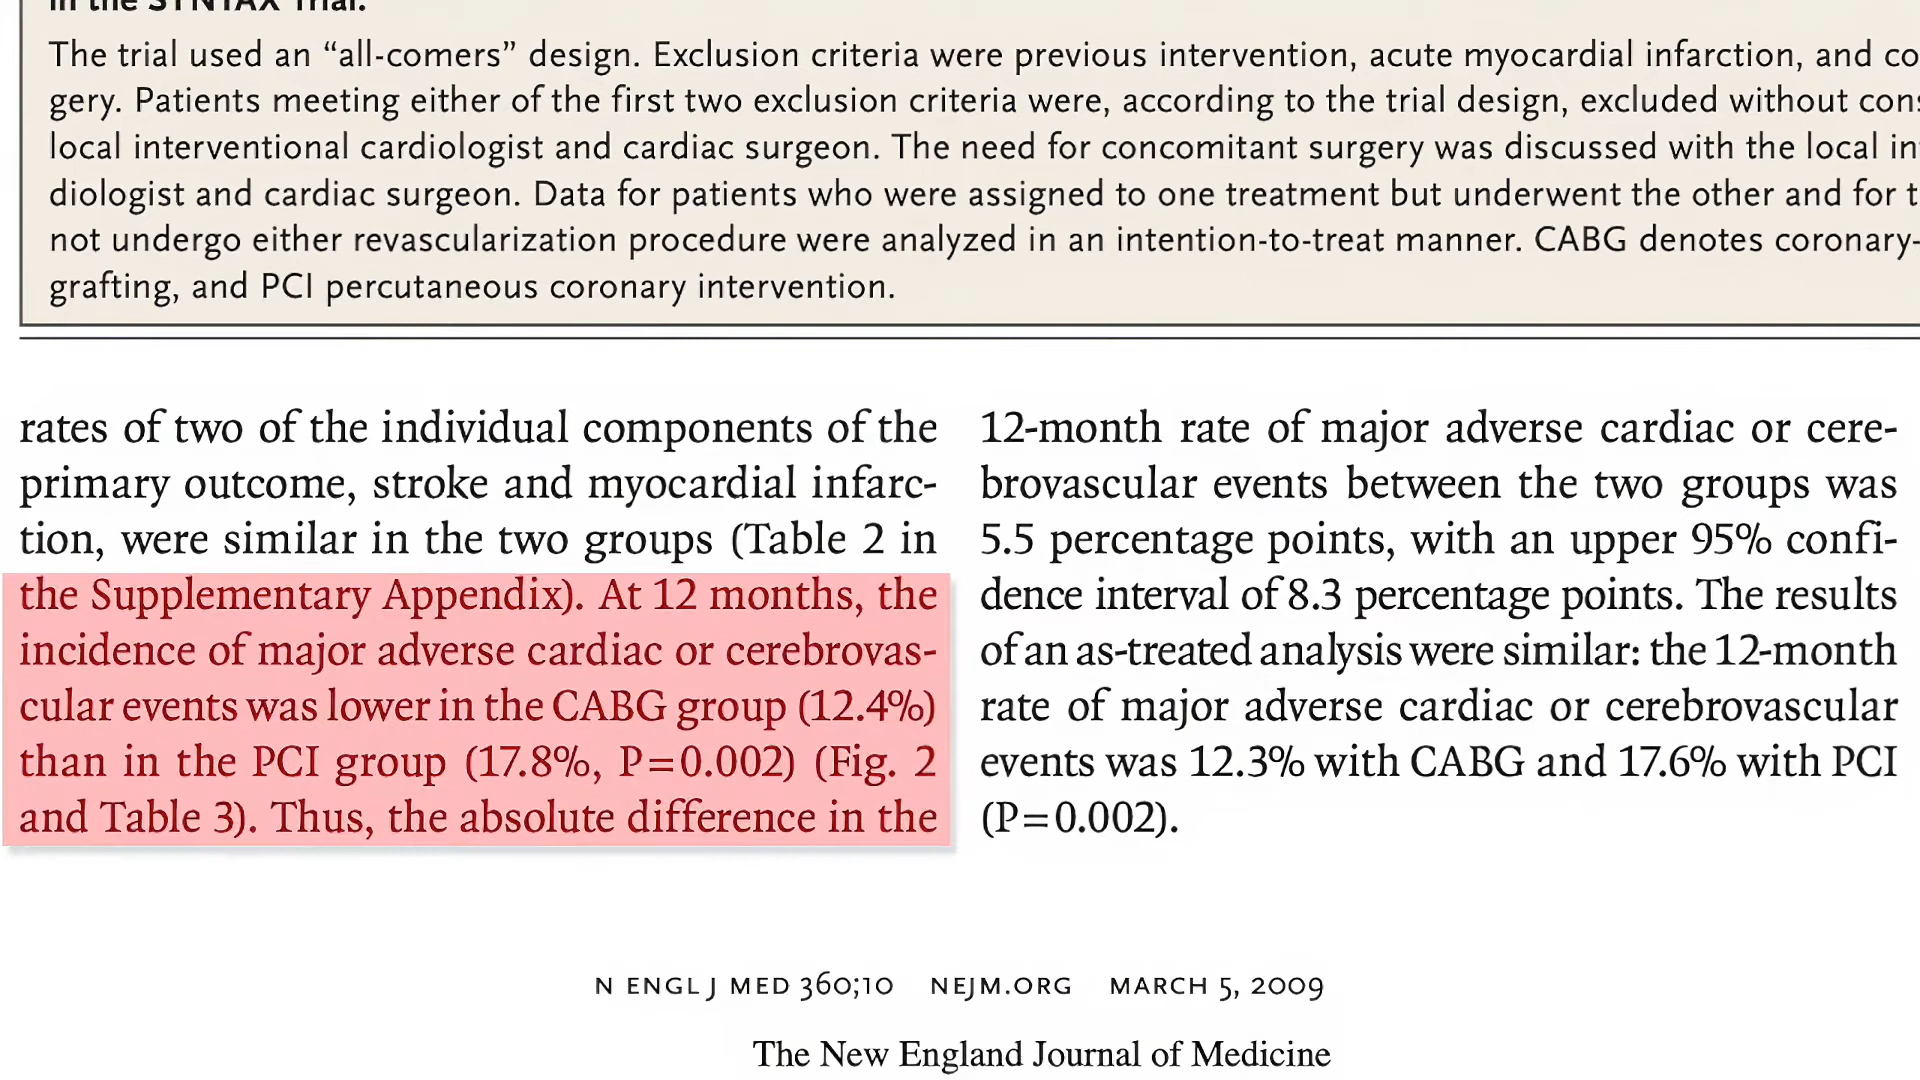 in the SYNTAX Trial.
The trial used an “all-comers” design. Exclusion criteria were previous intervention, acute myocardial infarction, and
gery. Patients meeting either of the first two exclusion criteria were, according to the trial design, excluded without
local interventional cardiologist and cardiac surgeon. The need for concomitant surgery was discussed with the local
diologist and cardiac surgeon. Data for patients who were assigned to one treatment but underwent the other and for
not undergo either revascularization procedure were analyzed in an intention-to-treat manner. CABG denotes coronary-
grafting, and PCI percutaneous coronary intervention.
rates of two of the individual components of the
primary outcome, stroke and myocardial infarc-
tion, were similar in the two groups (Table 2 in
the Supplementary Appendix). At 12 months, the
incidence of major adverse cardiac or cerebrovas-
cular events was lower in the CABG group (12.4%)
than in the PCI group (17.8%, P=0.002) (Fig. 2
and Table 3). Thus, the absolute difference in the
12-month rate of major adverse cardiac or cere-
brovascular events between the two groups was
5.5 percentage points, with an upper 95% confi-
dence interval of 8.3 percentage points. The results
of an as-treated analysis were similar: the 12-month
rate of major adverse cardiac or cerebrovascular
events was 12.3% with CABG and 17.6% with PCI
(P=0.002).
N ENGL J MED 360;10 NEJM.ORG MARCH 5, 2009
The New England Journal of Medicine